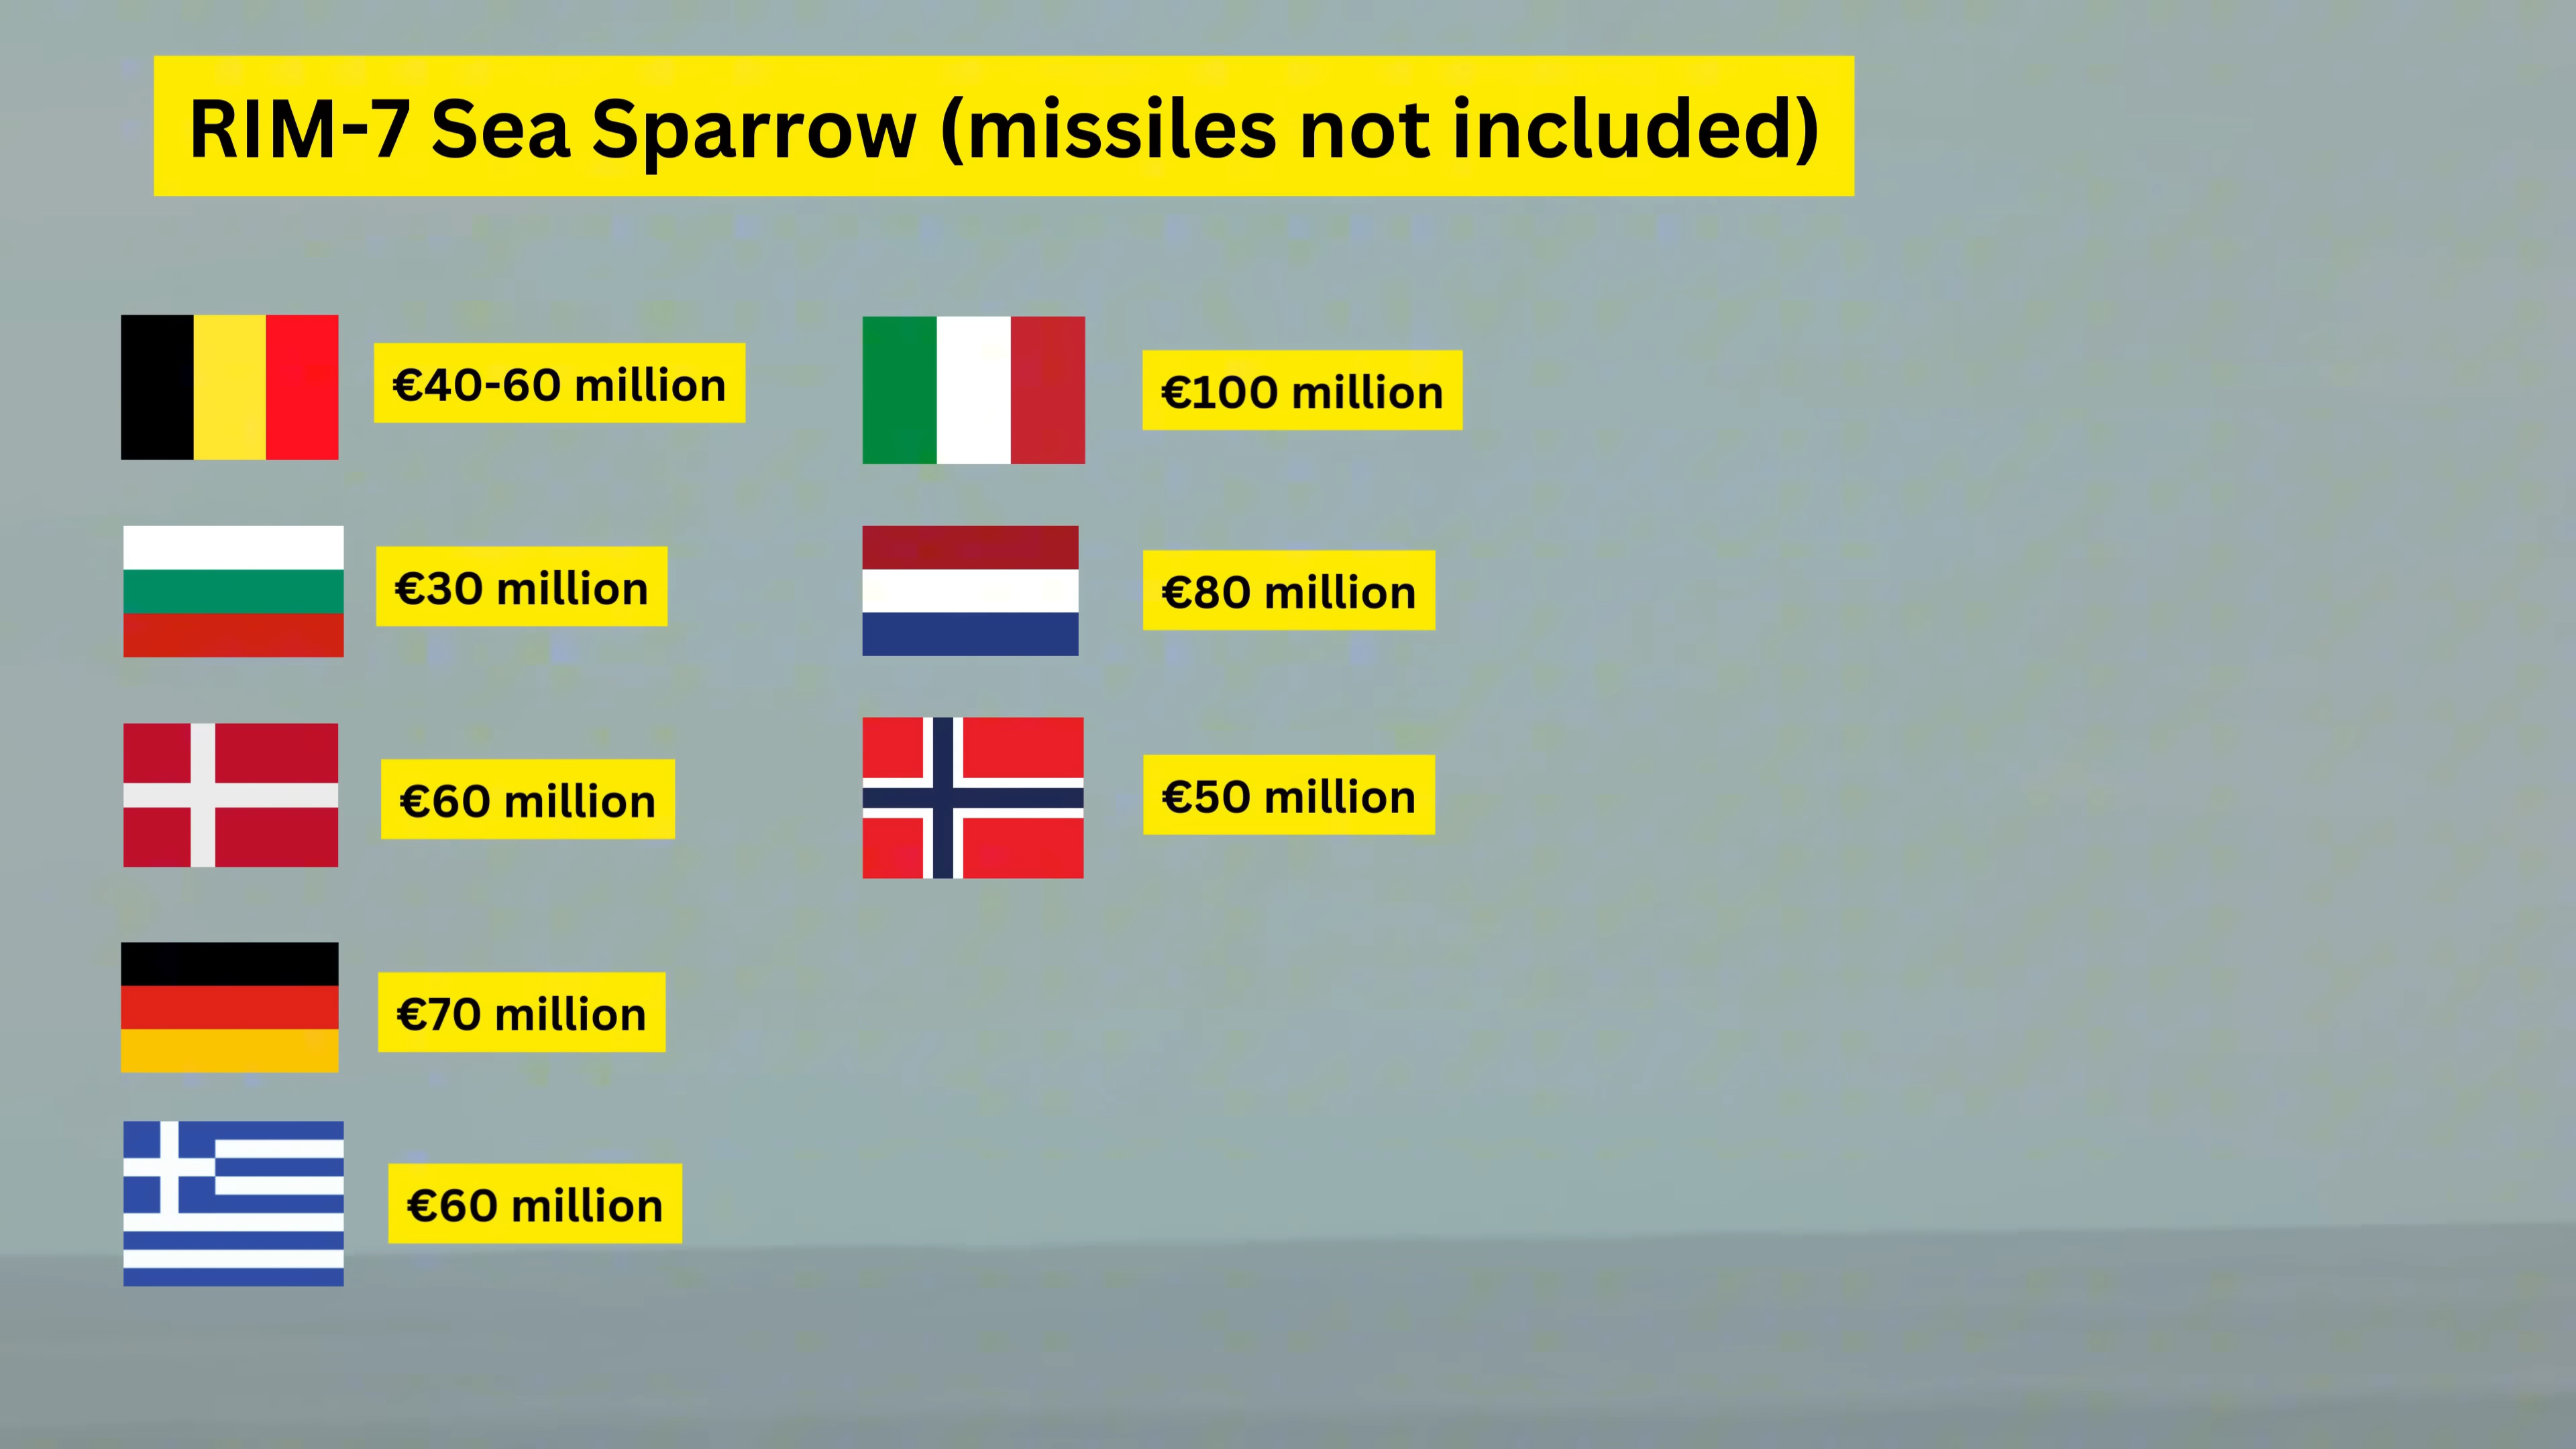 RIM-7 Sea Sparrow (missiles not included)
€40-60 million
€30 million
€60 million
€70 million
€60 million
€100 million
€80 million
€50 million